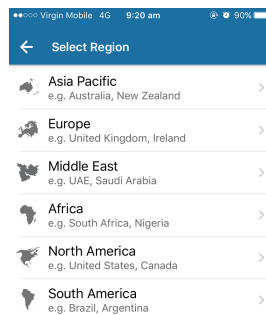 Virgin Mobile 4G 9:20 am 90%
Select Region
Asia Pacific
e.g. Australia, New Zealand
Europe
e.g. United Kingdom, Ireland
Middle East
e.g. UAE, Saudi Arabia
Africa
e.g. South Africa, Nigeria
North America
e.g. United States, Canada
South America
e.g. Brazil, Argentina